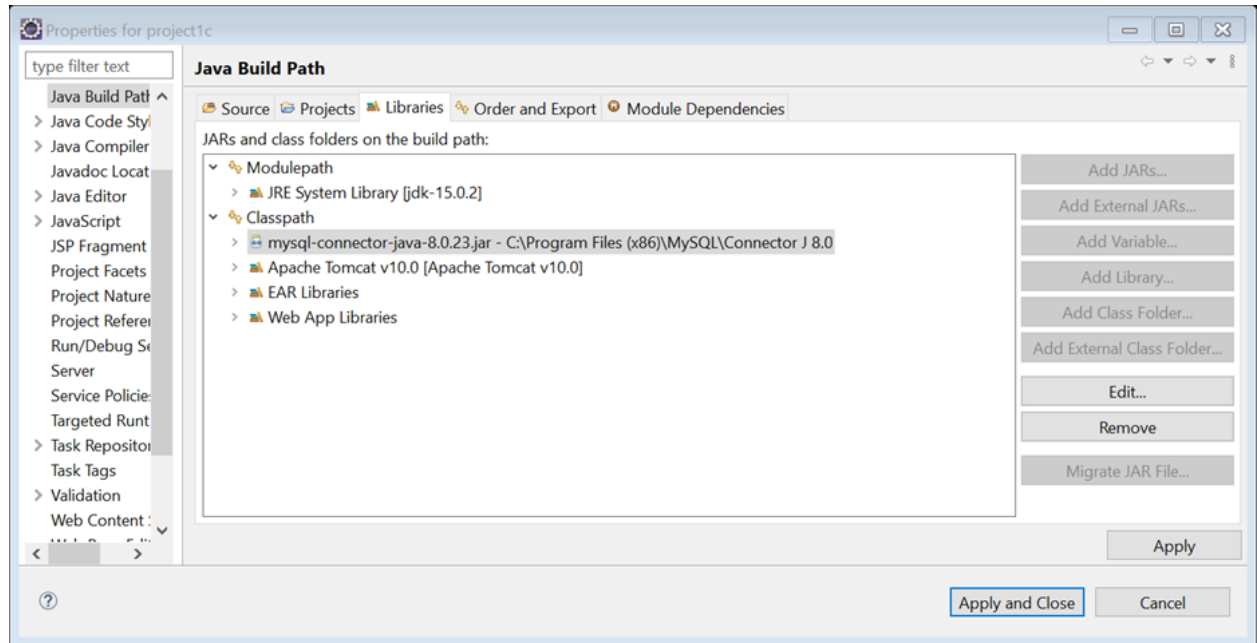 Properties for project1c
type filter text
Java Build Path
Java Build Path
Java Code Styl
Java Compiler
Javadoc Locat
Java Editor
JavaScript
JSP Fragment
Project Facets
Project Nature
Project Referer
Run/Debug Se
Server
Service Policie
Targeted Runt
Task Repositor
Task Tags
Validation
Web Content
Source Projects Libraries Order and Export Module Dependencies
JARs and class folders on the build path:
Modulepath
JRE System Library [jdk-15.0.2]
Classpath
mysql-connector-java-8.0.23.jar - C:\Program Files (x86)\MySQL\Connector J 8.0
Apache Tomcat v10.0 [Apache Tomcat v10.0]
EAR Libraries
Web App Libraries
Add JARs...
Add External JARs...
Add Variable...
Add Library...
Add Class Folder...
Add External Class Folder...
Edit...
Remove
Migrate JAR File...
Apply
Apply and Close Cancel